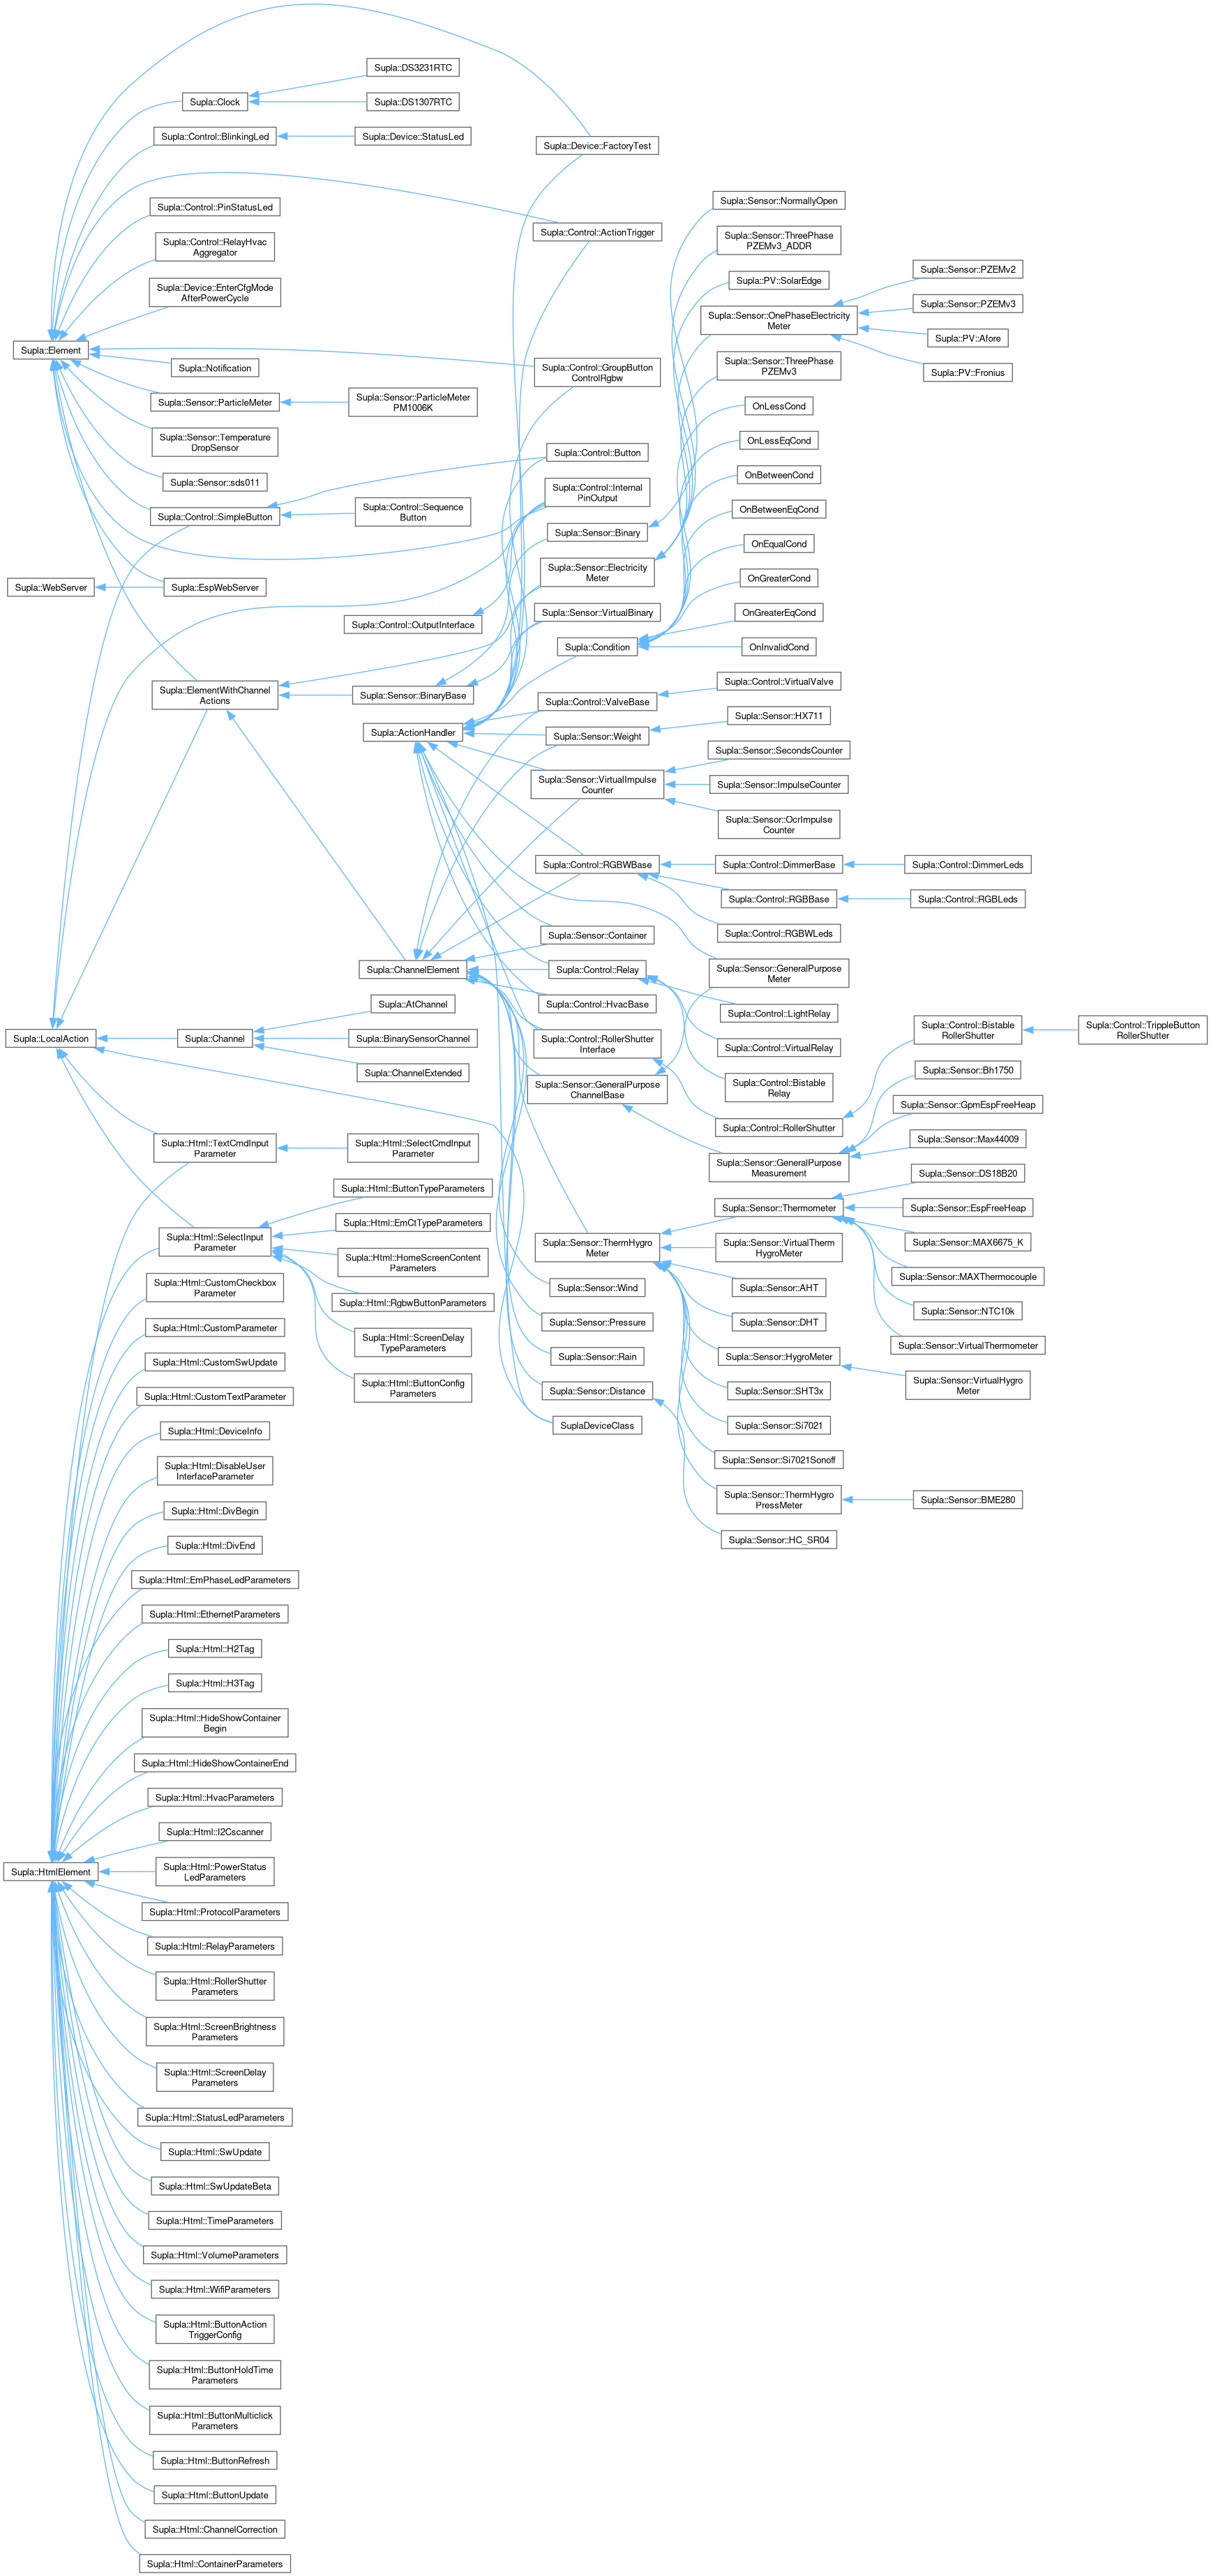 Supla::DS3231RTC
Supla::Clock
Supla::DS1307RTC
Supla::Control::BlinkingLed
Supla::Device::StatusLed
Supla::Device::FactoryTest
Supla::Sensor::NormallyOpen
Supla::Control::PinStatusLed
Supla::Control::ActionTrigger
Supla::Sensor::ThreePhase
PZEMv3_ADDR
Supla::Control::RelayHvac
Aggregator
Supla::Sensor::PZEMv2
Supla::PV::SolarEdge
Supla::Device::EnterCfgMode
AfterPowerCycle
Supla::Sensor::PZEMv3
Supla::Sensor::OnePhaseElectricity
Meter
Supla::PV::Afore
Supla::Element
Supla::Notification
Supla::Control::GroupButton
ControlRgbw
Supla::Sensor::ThreePhase
PZEMv3
Supla::PV::Fronius
Supla::Sensor::ParticleMeter
Supla::Sensor::ParticleMeter
PM1006K
OnLessCond
Supla::Sensor::Temperature
DropSensor
OnLessEqCond
Supla::Control::Button
Supla::Sensor::sds011
OnBetweenCond
Supla::Control::Internal
PinOutput
Supla::Control::SimpleButton
Supla::Control::Sequence
Button
OnBetweenEqCond
Supla::Sensor::Binary
OnEqualCond
Supla::Sensor::Electricity
Meter
OnGreaterCond
Supla::WebServer
Supla::EspWebServer
Supla::Control::OutputInterface
Supla::Sensor::VirtualBinary
OnGreaterEqCond
Supla::Condition
OnInvalidCond
Supla::ElementWithChannel
Actions
Supla::Sensor::BinaryBase
Supla::Control::ValveBase
Supla::Control::VirtualValve
Supla::ActionHandler
Supla::Sensor::Weight
Supla::Sensor::HX711
Supla::Sensor::SecondsCounter
Supla::Sensor::VirtualImpulse
Counter
Supla::Sensor::ImpulseCounter
Supla::Sensor::OcrImpulse
Counter
Supla::Control::RGBWBase
Supla::Control::DimmerBase
Supla::Control::DimmerLeds
Supla::Control::RGBBase
Supla::Control::RGBLeds
Supla::Sensor::Container
Supla::Control::RGBWLeds
Supla::ChannelElement
Supla::Control::Relay
Supla::Sensor::GeneralPurpose
Meter
Supla::AtChannel
Supla::Control::HvacBase
Supla::Control::LightRelay
Supla::LocalAction
Supla::Channel
Supla::BinarySensorChannel
Supla::Control::RollerShutter
Interface
Supla::Control::VirtualRelay
Supla::Control::Bistable
RollerShutter
Supla::Control::TrippleButton
RollerShutter
Supla::ChannelExtended
Supla::Sensor::GeneralPurpose
ChannelBase
Supla::Control::Bistable
Relay
Supla::Sensor::Bh1750
Supla::Sensor::GpmEspFreeHeap
Supla::Control::RollerShutter
Supla::Html::TextCmdInput
Parameter
Supla::Html::SelectCmdInput
Parameter
Supla::Sensor::Max44009
Supla::Sensor::GeneralPurpose
Measurement
Supla::Sensor::DS18B20
Supla::Html::ButtonTypeParameters
Supla::Sensor::Thermometer
Supla::Sensor::EspFreeHeap
Supla::Html::EmCtTypeParameters
Supla::Html::SelectInput
Parameter
Supla::Sensor::ThermHygro
Meter
Supla::Sensor::VirtualTherm
HygroMeter
Supla::Sensor::MAX6675_K
Supla::Html::HomeScreenContent
Parameters
Supla::Sensor::MAXThermocouple
Supla::Html::CustomCheckbox
Parameter
Supla::Html::RgbwButtonParameters
Supla::Sensor::Wind
Supla::Sensor::AHT
Supla::Sensor::NTC10k
Supla::Html::CustomParameter
Supla::Html::ScreenDelay
TypeParameters
Supla::Sensor::Pressure
Supla::Sensor::DHT
Supla::Sensor::VirtualThermometer
Supla::Html::CustomSwUpdate
Supla::Sensor::Rain
Supla::Sensor::HygroMeter
Supla::Html::ButtonConfig
Parameters
Supla::Sensor::VirtualHygro
Meter
Supla::Html::CustomTextParameter
Supla::Sensor::Distance
Supla::Sensor::SHT3x
Supla::Html::DeviceInfo
SuplaDeviceClass
Supla::Sensor::Si7021
Supla::Html::DisableUser
InterfaceParameter
Supla::Sensor::Si7021Sonoff
Supla::Html::DivBegin
Supla::Sensor::ThermHygro
PressMeter
Supla::Sensor::BME280
Supla::Html::DivEnd
Supla::Sensor::HC_SR04
Supla::Html::EmPhaseLedParameters
Supla::Html::EthernetParameters
Supla::Html::H2Tag
Supla::Html::H3Tag
Supla::Html::HideShowContainer
Begin
Supla::Html::HideShowContainerEnd
Supla::Html::HvacParameters
Supla::Html::I2Cscanner
Supla::HtmlElement
Supla::Html::PowerStatus
LedParameters
Supla::Html::ProtocolParameters
Supla::Html::RelayParameters
Supla::Html::RollerShutter
Parameters
Supla::Html::ScreenBrightness
Parameters
Supla::Html::ScreenDelay
Parameters
Supla::Html::StatusLedParameters
Supla::Html::SwUpdate
Supla::Html::SwUpdateBeta
Supla::Html::TimeParameters
Supla::Html::VolumeParameters
Supla::Html::WifiParameters
Supla::Html::ButtonAction
TriggerConfig
Supla::Html::ButtonHoldTime
Parameters
Supla::Html::ButtonMulticlick
Parameters
Supla::Html::ButtonRefresh
Supla::Html::ButtonUpdate
Supla::Html::ChannelCorrection
Supla::Html::ContainerParameters